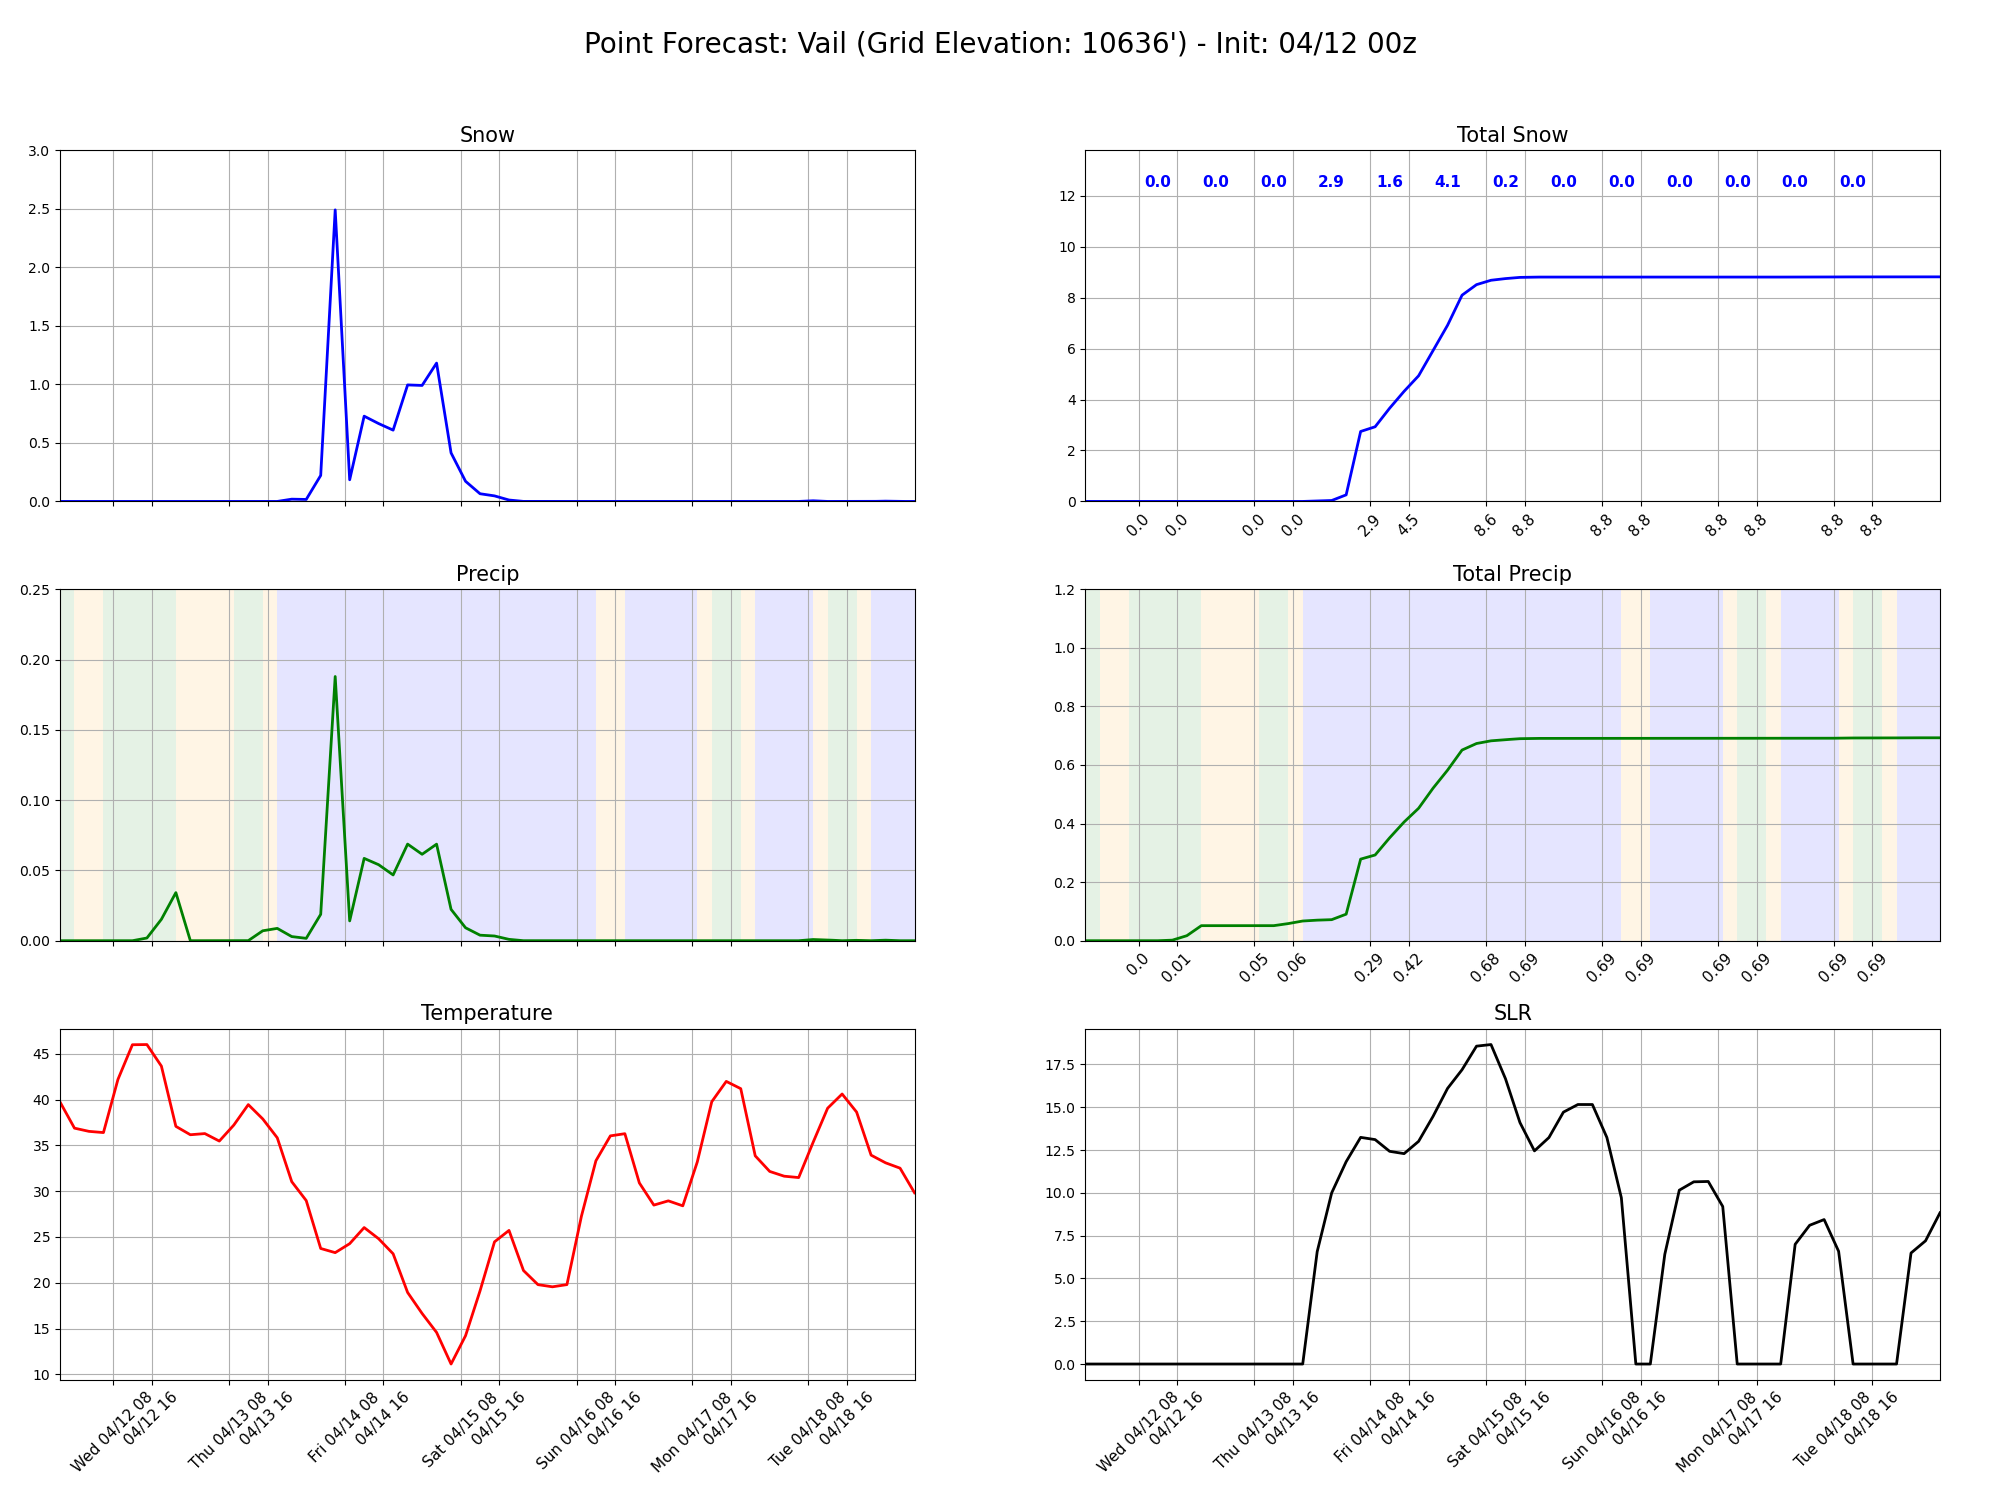 Point Forecast: Vail (Grid Elevation: 10636') - Init: 04/12 00z
Snow
3.0
2.5
2.0
1.5
1.0
0.5
0.0
Total Snow
0.0 0.0 0.0 2.9 1.6 4.1 0.2 0.0 0.0 0.0 0.0 0.0 0.0
12
10
8
6
4
2
0
0.0 0.0 0.0 0.0 2.9 4.5 8.6 8.8 8.8 8.8 8.8 8.8 8.8 8.8
Precip
0.25
0.20
0.15
0.10
0.05
0.00
Total Precip
1.2
1.0
0.8
0.6
0.4
0.2
0.0
0.0 0.01 0.05 0.06 0.29 0.42 0.68 0.69 0.69 0.69 0.69 0.69 0.69 0.69
Temperature
45
40
35
30
25
20
15
10
Wed 04/12 08
04/12 16
Thu 04/13 08
04/13 16
Fri 04/14 08
04/14 16
Sat 04/15 08
04/15 16
Sun 04/16 08
04/16 16
Mon 04/17 08
04/17 16
Tue 04/18 08
04/18 16
SLR
17.5
15.0
12.5
10.0
7.5
5.0
2.5
0.0
Wed 04/12 08
04/12 16
Thu 04/13 08
04/13 16
Fri 04/14 08
04/14 16
Sat 04/15 08
04/15 16
Sun 04/16 08
04/16 16
Mon 04/17 08
04/17 16
Tue 04/18 08
04/18 16